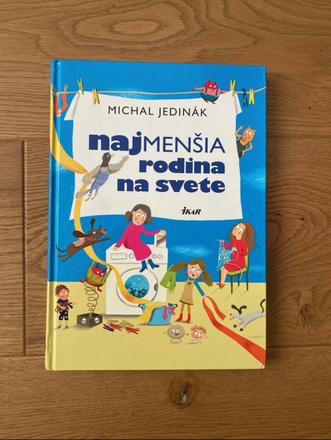 MICHAL JEDINÁK
najMENŠIA
rodina
na svete
IKAR